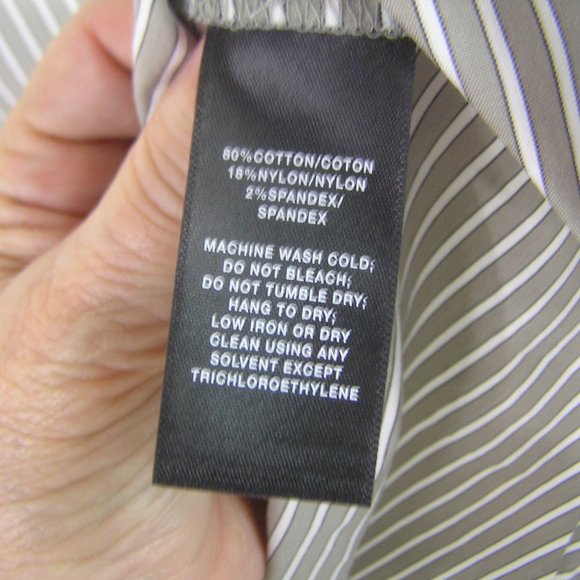 80%COTTON/COTON
18%NYLON/NYLON
2%SPANDEX/
SPANDEX
MACHINE WASH COLD;
DO NOT BLEACH;
DO NOT TUMBLE DRY;
HANG TO DRY;
LOW IRON OR DRY
CLEAN USING ANY
SOLVENT EXCEPT
TRICHLOROETHYLENE